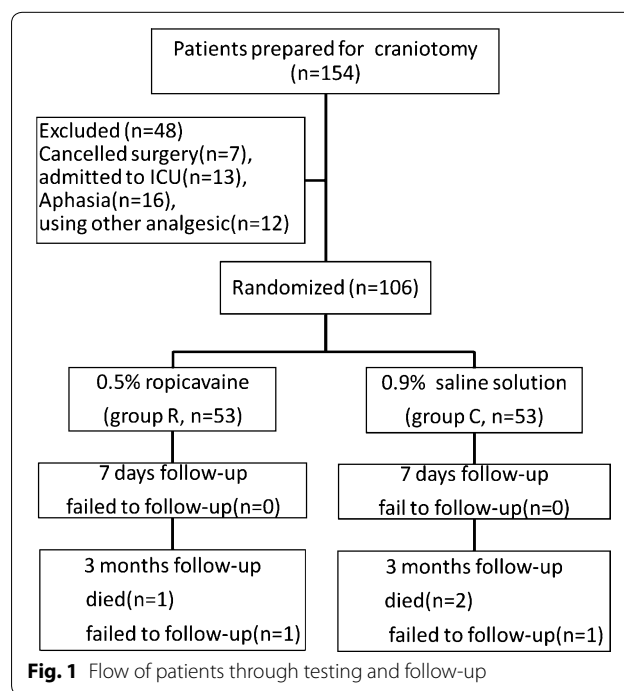 Patients prepared for craniotomy
(n=154)
Excluded (n=48)
Cancelled surgery(n=7),
admitted to ICU(n=13),
Aphasia(n=16),
using other analgesic(n=12)
Randomized (n=106)
0.5% ropicavaine
(group R, n=53)
0.9% saline solution
(group C, n=53)
7 days follow-up
failed to follow-up(n=0)
7 days follow-up
fail to follow-up(n=0)
3 months follow-up
died(n=1)
failed to follow-up(n=1)
3 months follow-up
died(n=2)
failed to follow-up(n=1)
Fig. 1 Flow of patients through testing and follow-up